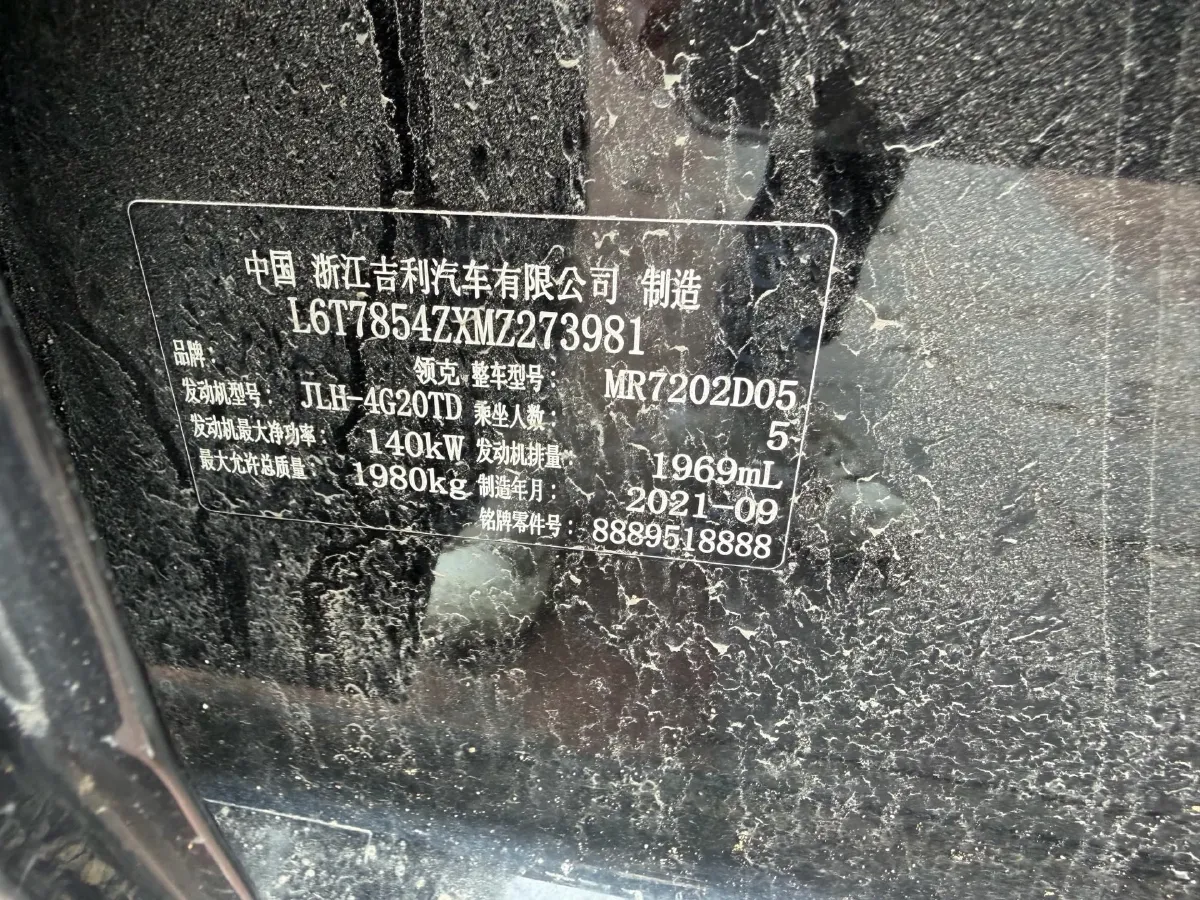 中国 浙江吉利汽车有限公司 制造
L6T7854ZXMZ273981
品牌： 领克 整车型号： MR7202D05
发动机型号： JLH-4G20TD 乘坐人数： 5
发动机最大净功率： 140kW 发动机排量： 1969mL
最大允许总质量： 1980kg 制造年月： 2021-09
铭牌零件号： 8889518888